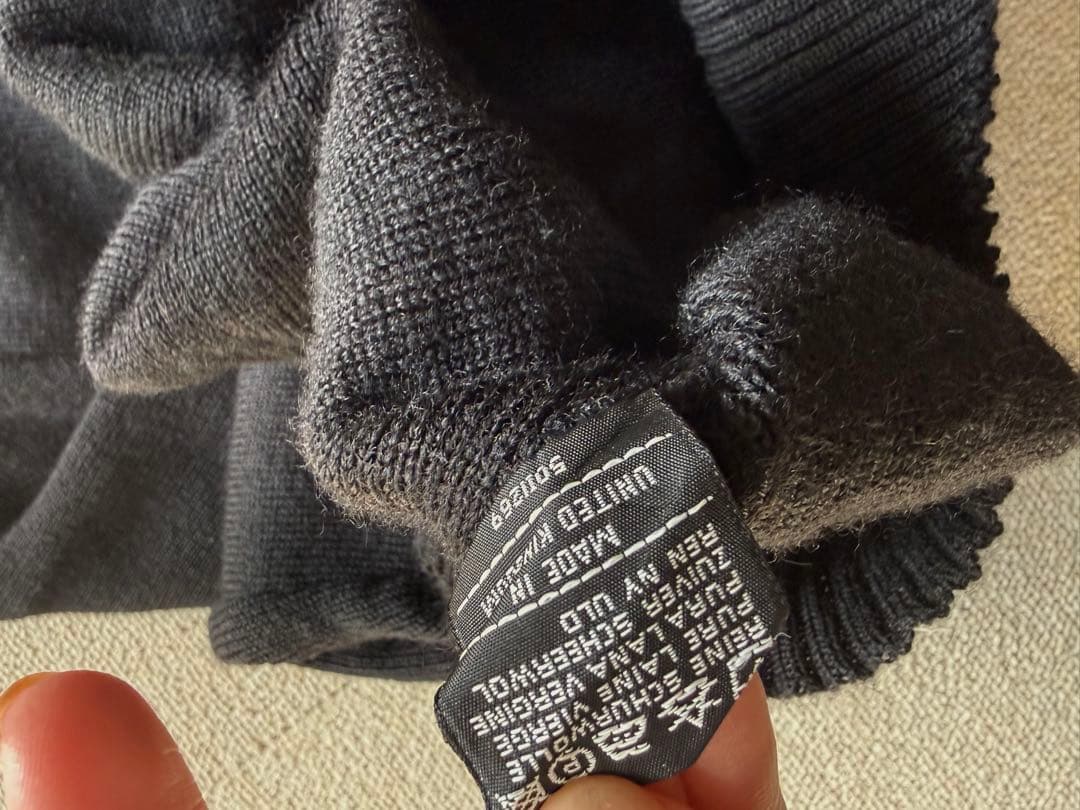 REINE SCHURWOLLE
PURE LAINE VIERGE
PURA LANA VERGINE
ZUIVER SCHEERWOL
REN NY ULD
MADE IN
UNITED KINGDOM